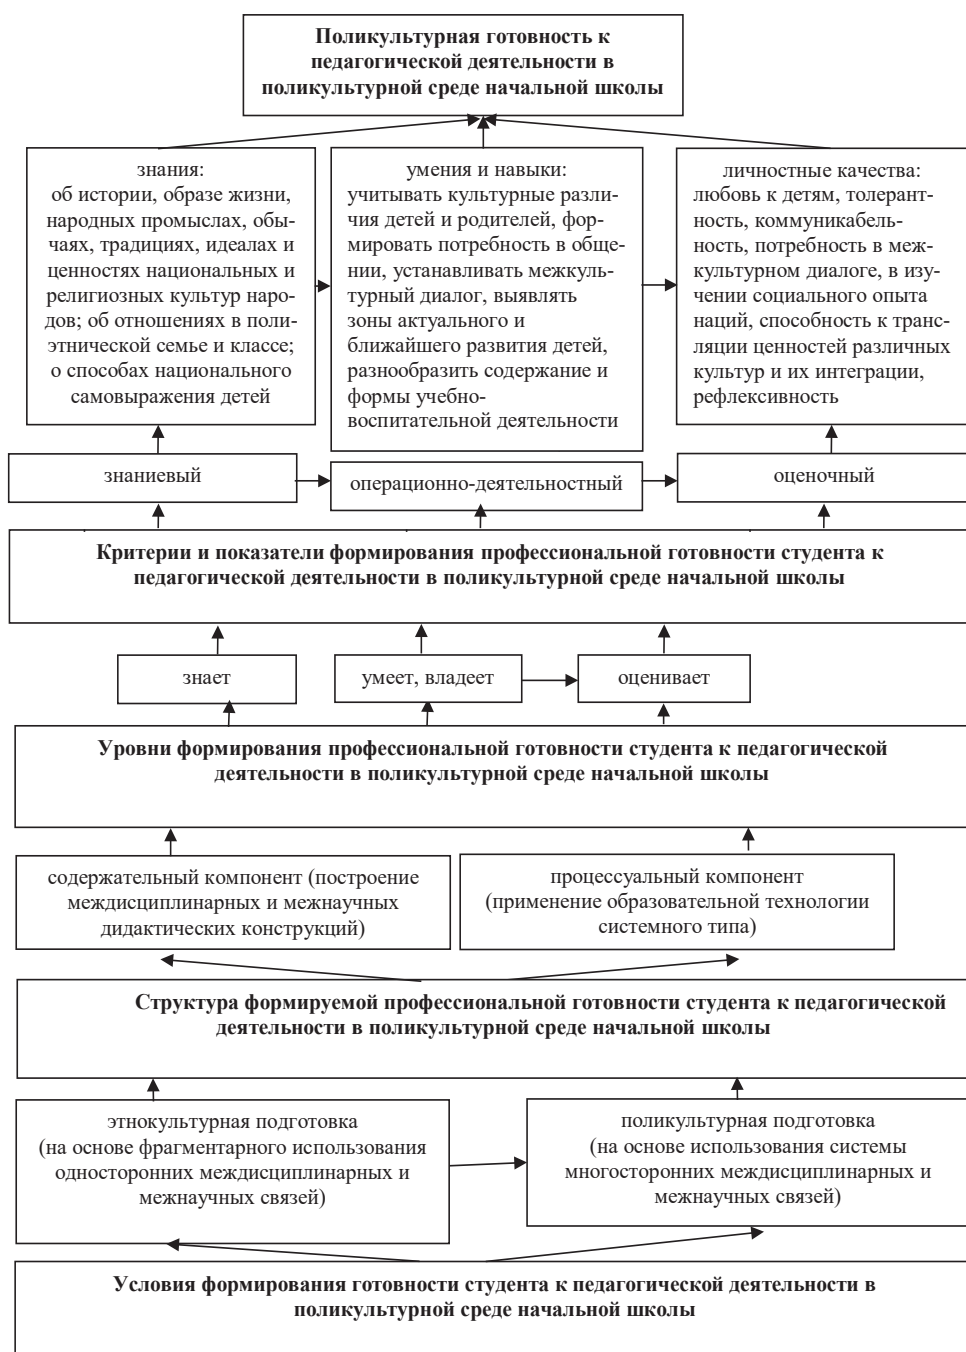 Поликультурная готовность к
педагогической деятельности в
поликультурной среде начальной школы
знания:
об истории, образе жизни,
народных промыслах, обы-
чаях, традициях, идеалах и
ценностях национальных и
религиозных культур наро-
дов; об отношениях в поли-
этнической семье и классе;
о способах национального
самовыражения детей
умения и навыки:
учитывать культурные разли-
чия детей и родителей, фор-
мировать потребность в обще-
нии, устанавливать межкуль-
турный диалог, выявлять
зоны актуального и
ближайшего развития детей,
разнообразить содержание и
формы учебно-
воспитательной деятельности
личностные качества:
любовь к детям, толерант-
ность, коммуникабель-
ность, потребность в меж-
культурном диалоге, в изу-
чении социального опыта
наций, способность к транс-
ляции ценностей различных
культур и их интеграции,
рефлексивность
знаниевый
операционно-деятельностный
оценочный
Критерии и показатели формирования профессиональной готовности студента к
педагогической деятельности в поликультурной среде начальной школы
знает
умеет, владеет
оценивает
Уровни формирования профессиональной готовности студента к педагогической
деятельности в поликультурной среде начальной школы
содержательный компонент (построение
междисциплинарных и межнаучных
дидактических конструкций)
процессуальный компонент
(применение образовательной технологии
системного типа)
Структура формируемой профессиональной готовности студента к педагогической
деятельности в поликультурной среде начальной школы
этнокультурная подготовка
(на основе фрагментарного использования
односторонних междисциплинарных и
межнаучных связей)
поликультурная подготовка
(на основе использования системы
многосторонних междисциплинарных и
межнаучных связей)
Условия формирования готовности студента к педагогической деятельности в
поликультурной среде начальной школы